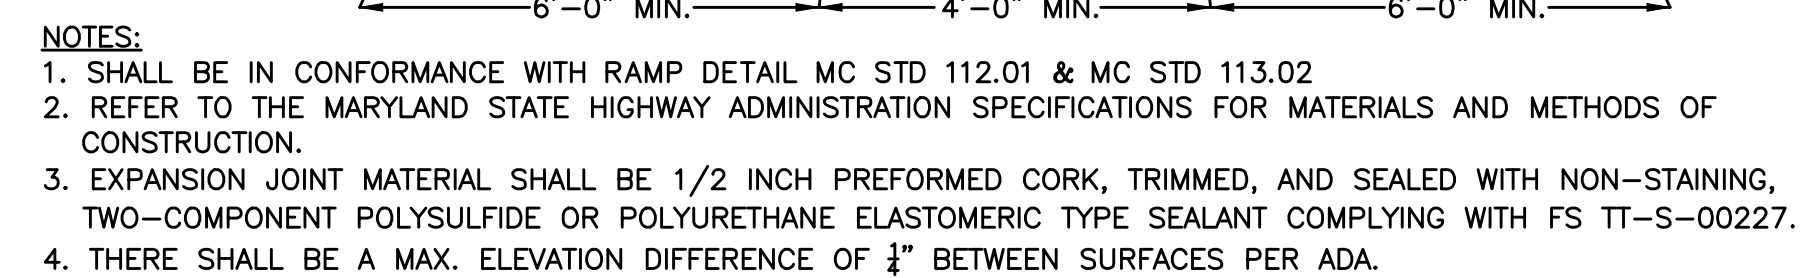 6'-0" MIN. 4'-0" MIN. 6'-0" MIN.
NOTES:
1. SHALL BE IN CONFORMANCE WITH RAMP DETAIL MC STD 112.01 & MC STD 113.02
2. REFER TO THE MARYLAND STATE HIGHWAY ADMINISTRATION SPECIFICATIONS FOR MATERIALS AND METHODS OF
CONSTRUCTION.
3. EXPANSION JOINT MATERIAL SHALL BE 1/2 INCH PREFORMED CORK, TRIMMED, AND SEALED WITH NON-STAINING,
TWO-COMPONENT POLYSULFIDE OR POLYURETHANE ELASTOMERIC TYPE SEALANT COMPLYING WITH FS TT-S-00227.
4. THERE SHALL BE A MAX. ELEVATION DIFFERENCE OF ¼" BETWEEN SURFACES PER ADA.